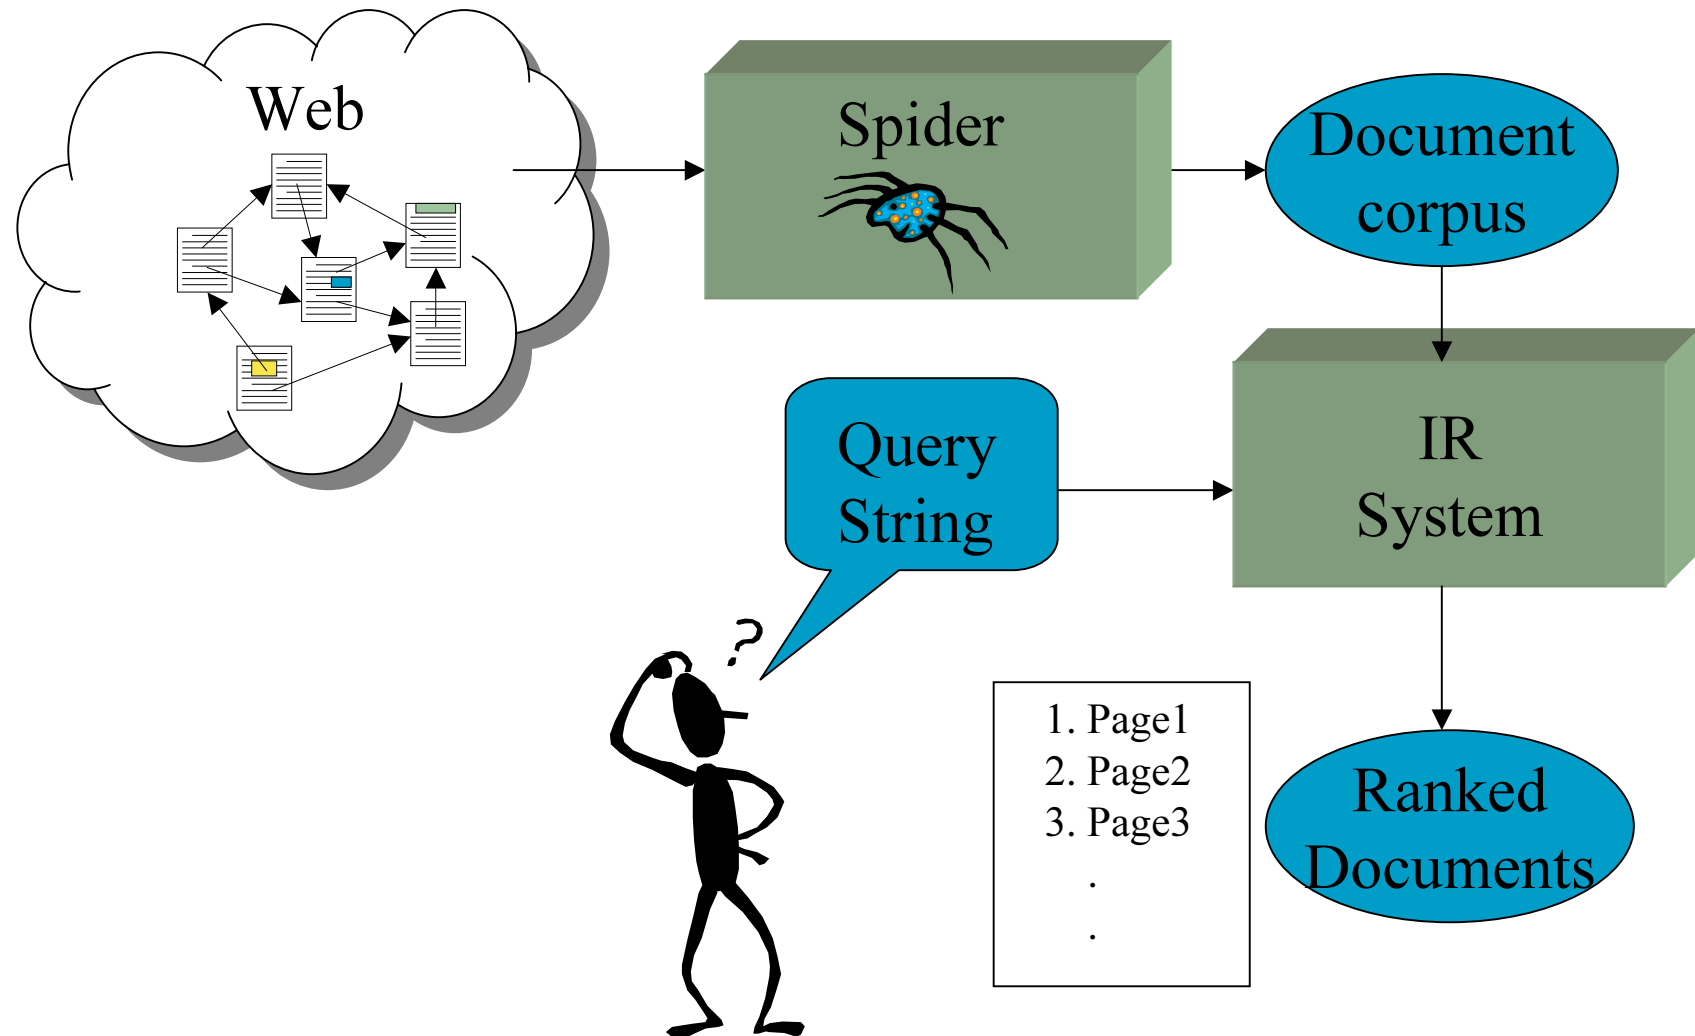 Web
Spider
Document
corpus
Query
String
IR
System
?
1. Page1
2. Page2
3. Page3
.
.
Ranked
Documents